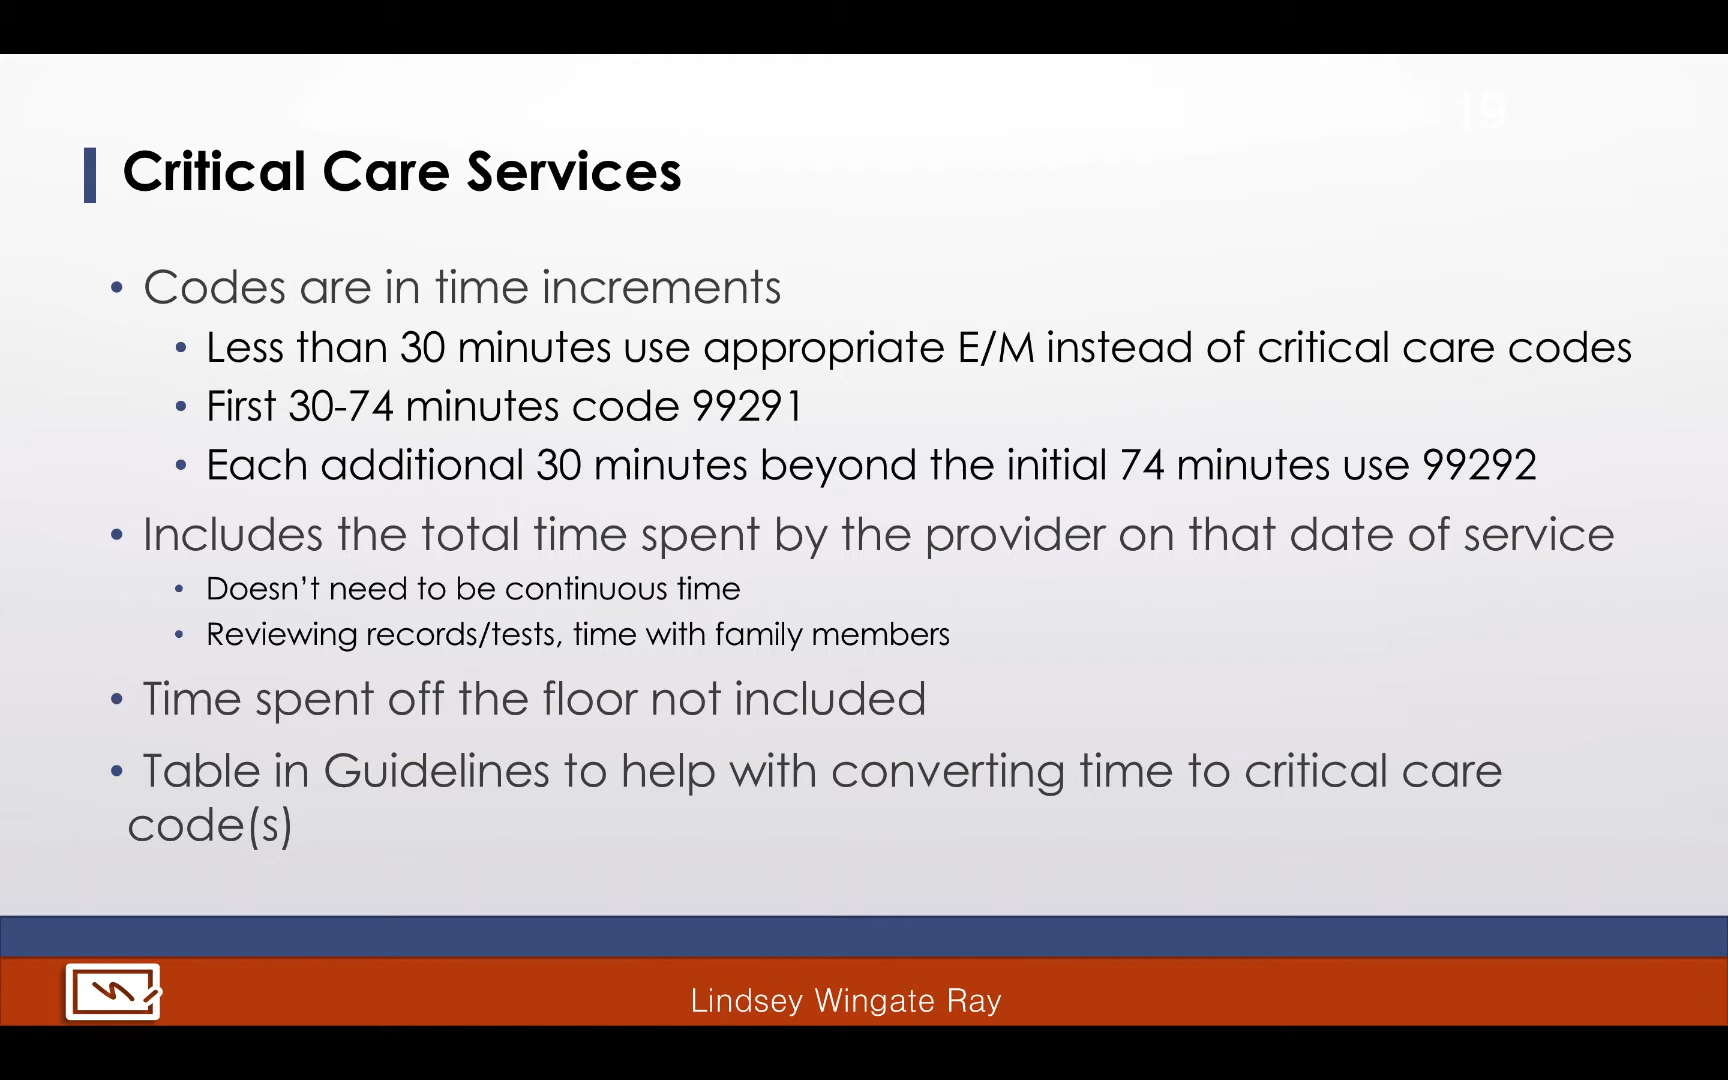 19
Critical Care Services
• Codes are in time increments
• Less than 30 minutes use appropriate E/M instead of critical care codes
• First 30-74 minutes code 99291
• Each additional 30 minutes beyond the initial 74 minutes use 99292
• Includes the total time spent by the provider on that date of service
• Doesn't need to be continuous time
• Reviewing records/tests, time with family members
• Time spent off the floor not included
• Table in Guidelines to help with converting time to critical care
code(s)
Lindsey Wingate Ray